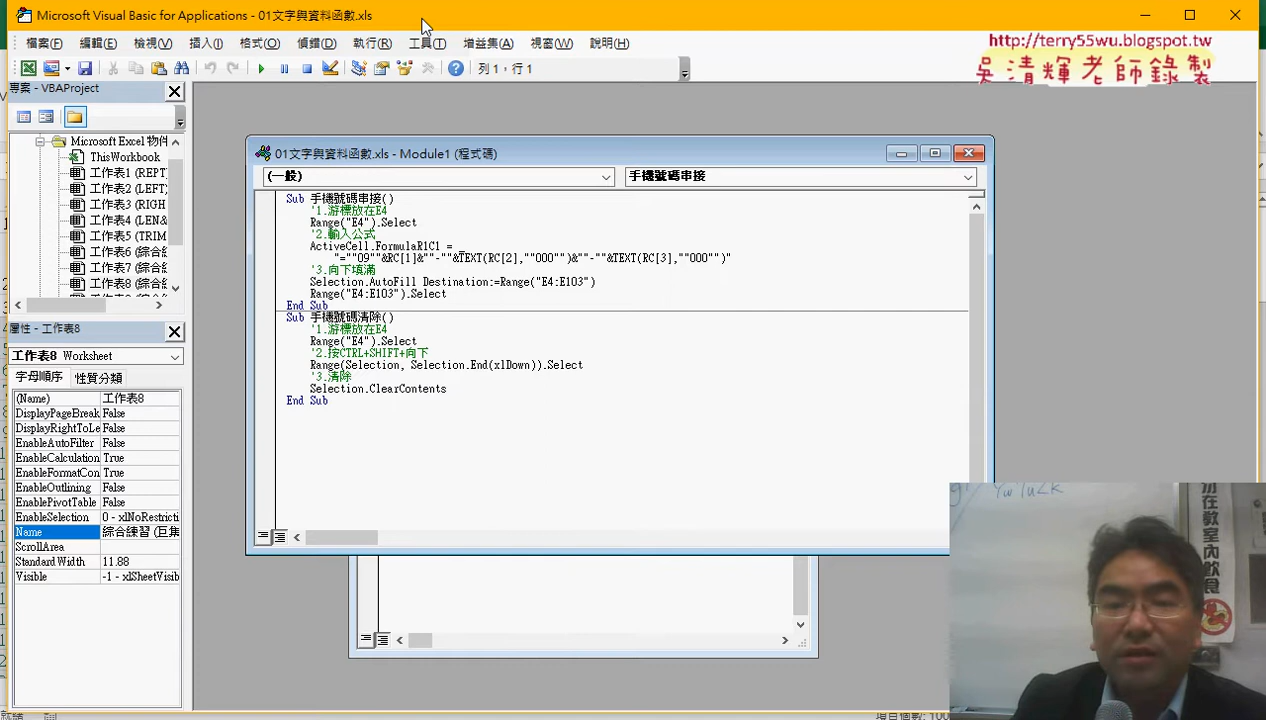 Microsoft Visual Basic for Applications - 01文字與資料函數.xls
檔案(F) 編輯(E) 檢視(V) 插入(I) 格式(O) 偵錯(D) 執行(R) 工具(T) 增益集(A) 視窗(W) 說明(H)
http://terry55wu.blogspot.tw
吳清輝老師錄製
列 1，行 1
專案 - VBAProject
Microsoft Excel 物件
ThisWorkbook
工作表1 (REPT
工作表2 (LEFT)
工作表3 (RIGH
工作表4 (LEN&
工作表5 (TRIM
工作表6 (綜合
工作表7 (綜合
工作表8 (綜合
屬性 - 工作表8
工作表8 Worksheet
字母順序 性質分類
(Name) 工作表8
DisplayPageBreak False
DisplayRightToLe False
EnableAutoFilter False
EnableCalculation True
EnableFormatCon True
EnableOutlining False
EnablePivotTable False
EnableSelection 0 - xlNoRestricti
Name 綜合練習 (巨集
ScrollArea
StandardWidth 11.88
Visible -1 - xlSheetVisib
01文字與資料函數.xls - Module1 (程式碼)
(一般) 手機號碼串接
Sub 手機號碼串接()
'1.游標放在E4
Range("E4").Select
'2.輸入公式
ActiveCell.FormulaR1C1 = _
"=""09""&RC[1]&""-""&TEXT(RC[2],""000"")&""-""&TEXT(RC[3],""000"")"
'3.向下填滿
Selection.AutoFill Destination:=Range("E4:E103")
Range("E4:E103").Select
End Sub
Sub 手機號碼清除()
'1.游標放在E4
Range("E4").Select
'2.按CTRL+SHIFT+向下
Range(Selection, Selection.End(xlDown)).Select
'3.清除
Selection.ClearContents
End Sub
勿在教室內飲食
就緒
項目個數: 100